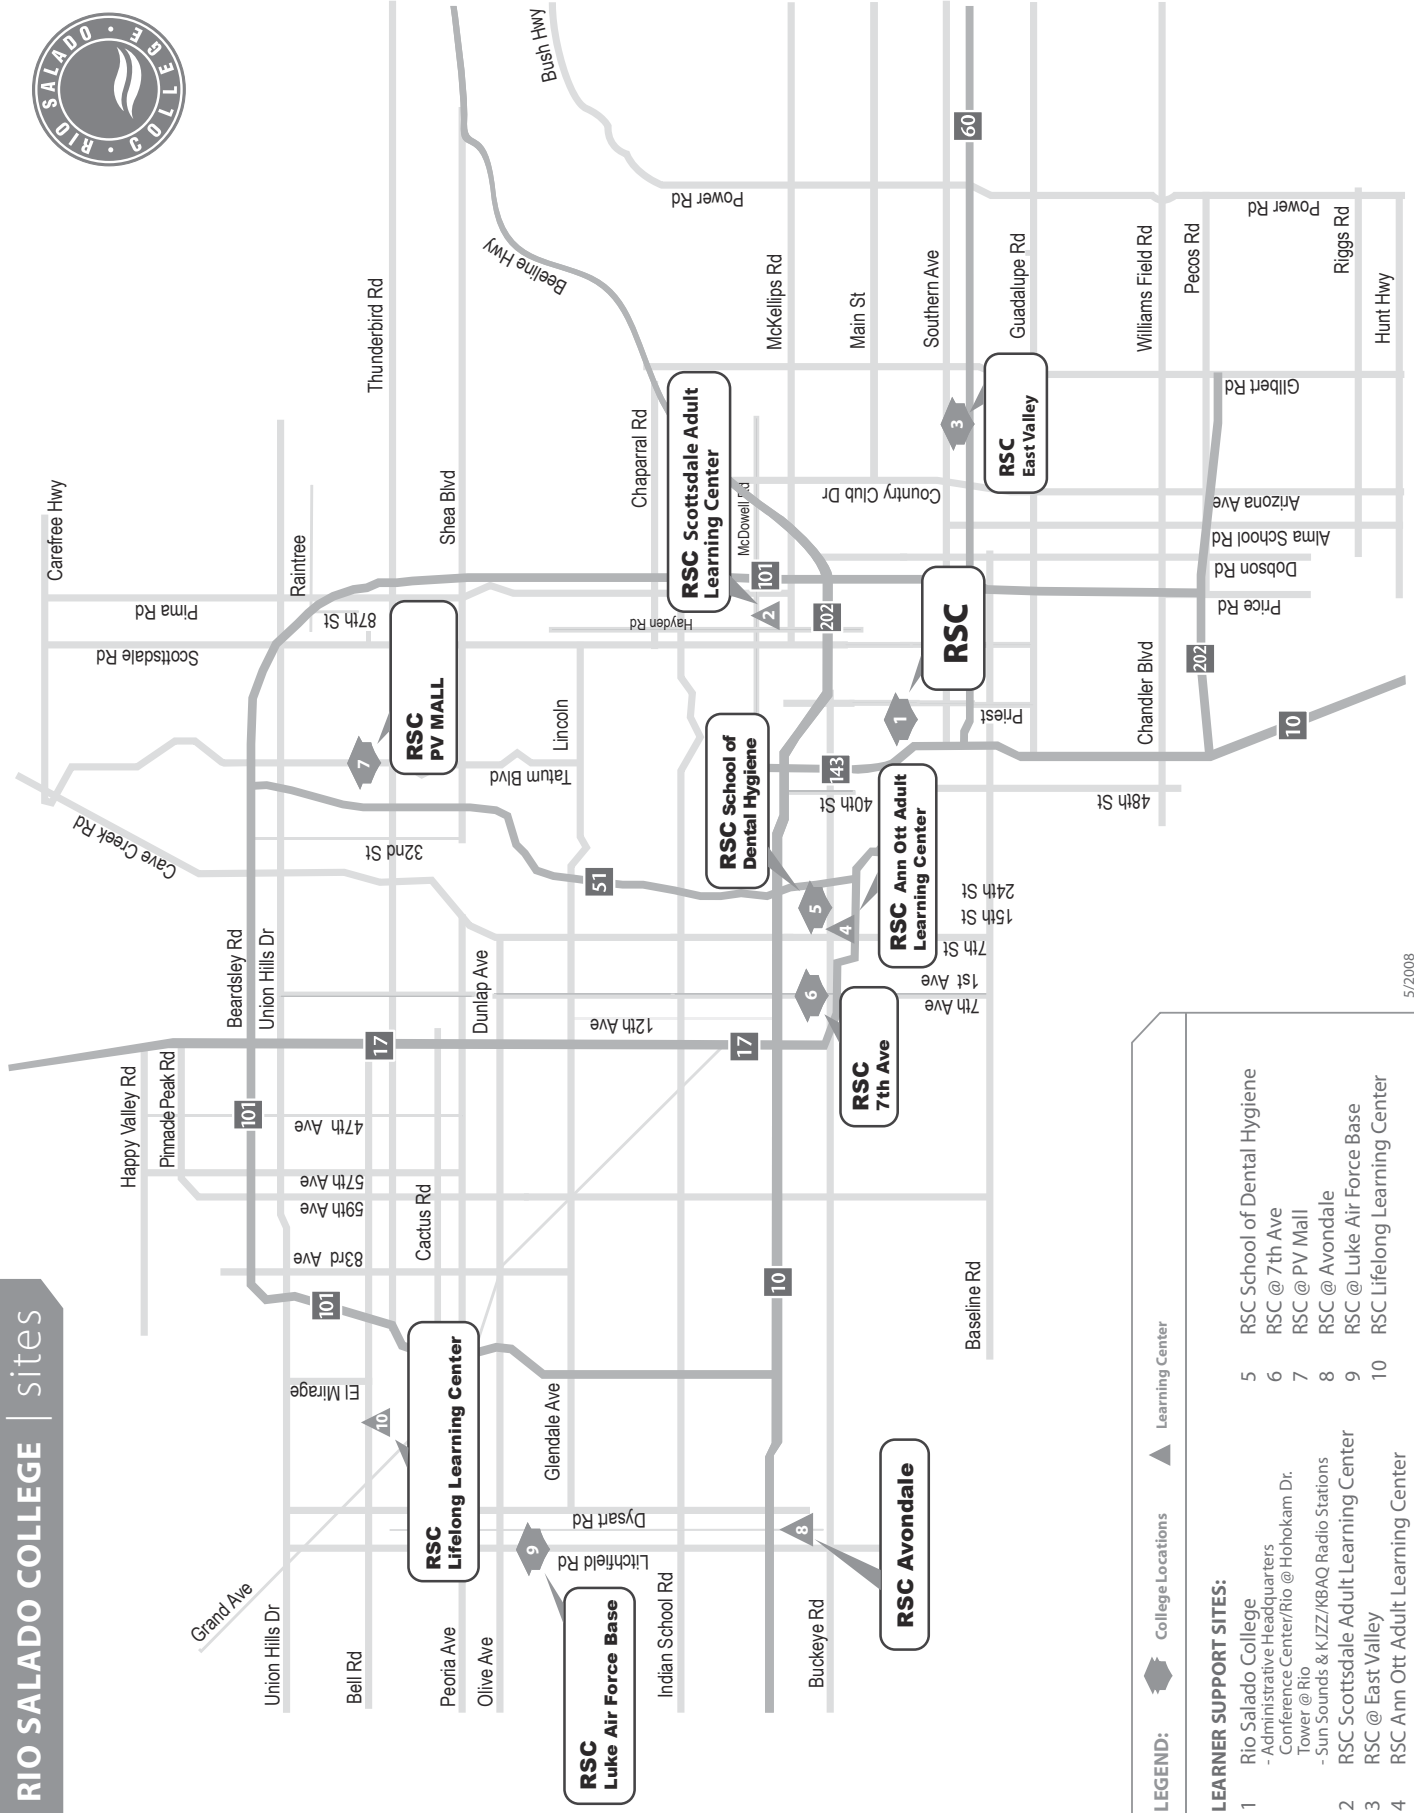 RIO SALADO COLLEGE | sites
RIO SALADO • COLLEGE •
Carefree Hwy
Pima Rd
Scottsdale Rd
Cave Creek Rd
Happy Valley Rd
Pinnacle Peak Rd
Beardsley Rd
Union Hills Dr
Raintree
87th St
Thunderbird Rd
Shea Blvd
Bush Hwy
Beeline Hwy
Power Rd
101
17
47th Ave
57th Ave
59th Ave
83rd Ave
101
El Mirage
10
Grand Ave
Union Hills Dr
Bell Rd
Peoria Ave
Olive Ave
Cactus Rd
Dunlap Ave
32nd St
7
RSC
PV MALL
Tatum Blvd
Lincoln
51
12th Ave
Glendale Ave
RSC
Lifelong Learning Center
9
Litchfield Rd
Dysart Rd
RSC
Luke Air Force Base
Indian School Rd
Chaparral Rd
RSC Scottsdale Adult
Learning Center
McDowell Rd
Hayden Rd
101
2
202
McKellips Rd
Main St
Southern Ave
60
Guadalupe Rd
Williams Field Rd
Pecos Rd
Power Rd
Riggs Rd
Hunt Hwy
Country Club Dr
3
RSC
East Valley
Gilbert Rd
Arizona Ave
Alma School Rd
Dobson Rd
Price Rd
RSC
1
Priest
Chandler Blvd
202
10
48th St
143
40th St
RSC School of
Dental Hygiene
5
4
RSC Ann Ott Adult
Learning Center
24th St
15th St
7th St
1st Ave
7th Ave
6
RSC
7th Ave
17
10
Baseline Rd
8
Buckeye Rd
RSC Avondale
LEGEND: College Locations Learning Center
LEARNER SUPPORT SITES:
1 Rio Salado College
- Administrative Headquarters
Conference Center/Rio @ Hohokam Dr.
Tower @ Rio
- Sun Sounds & KJZZ/KBAQ Radio Stations
2 RSC Scottsdale Adult Learning Center
3 RSC @ East Valley
4 RSC Ann Ott Adult Learning Center
5 RSC School of Dental Hygiene
6 RSC @ 7th Ave
7 RSC @ PV Mall
8 RSC @ Avondale
9 RSC @ Luke Air Force Base
10 RSC Lifelong Learning Center
5/2008